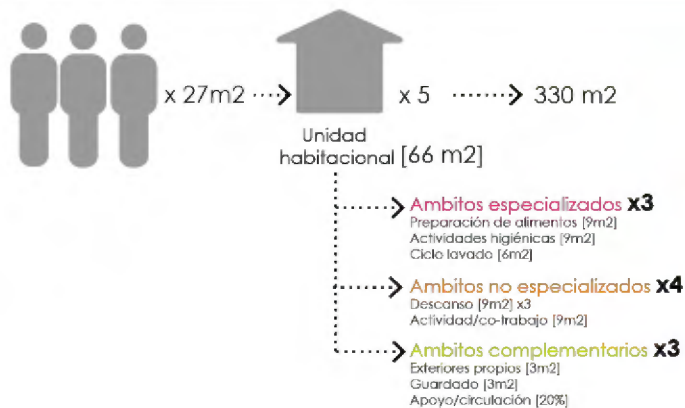 x 27m2
x 5
330 m2
Unidad
habitacional [66 m2]
Ambitos especializados x3
Preparación de alimentos [9m2]
Actividades higiénicas [9m2]
Ciclo lavado [6m2]
Ambitos no especializados x4
Descanso [9m2] x3
Actividad/co-trabajo [9m2]
Ambitos complementarios x3
Exteriores propios [3m2]
Guardado [3m2]
Apoyo/circulación [20%]